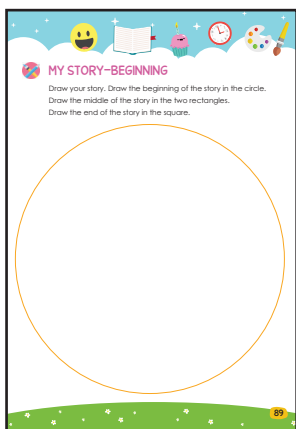 MY STORY-BEGINNING
Draw your story. Draw the beginning of the story in the circle.
Draw the middle of the story in the two rectangles.
Draw the end of the story in the square.
89